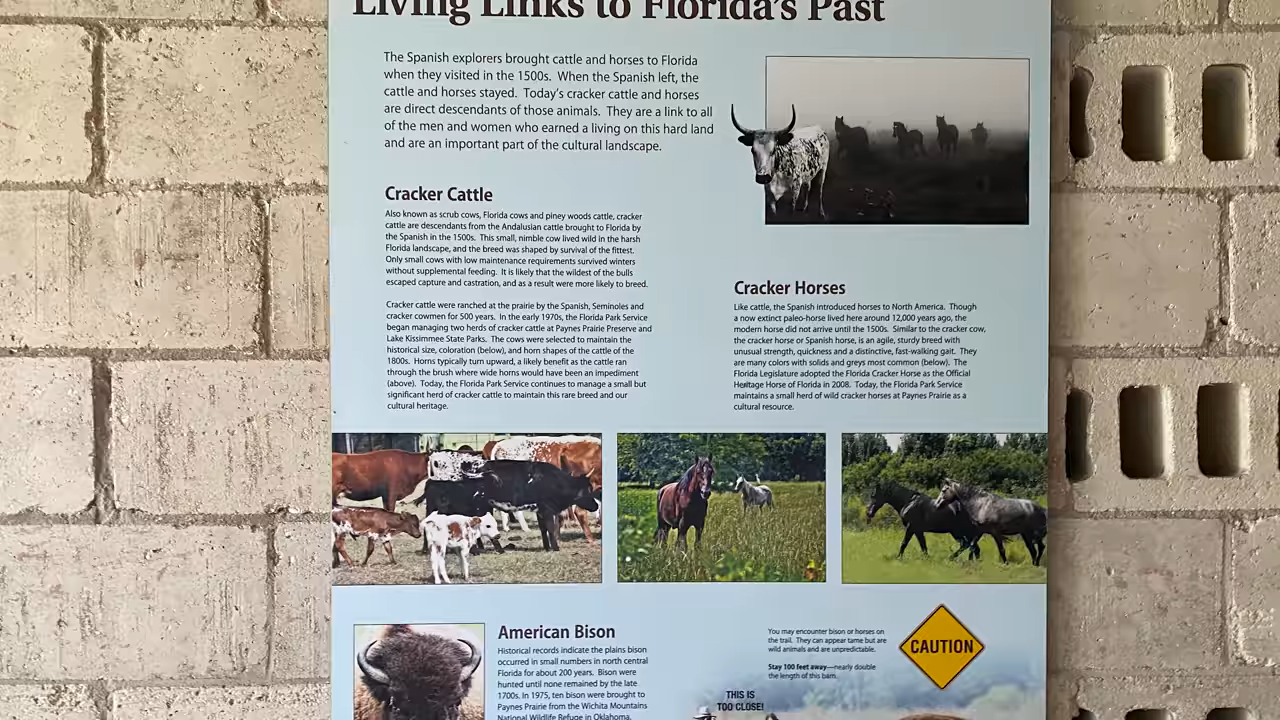 Living Links to Florida's Past
The Spanish explorers brought cattle and horses to Florida
when they visited in the 1500s. When the Spanish left, the
cattle and horses stayed. Today's cracker cattle and horses
are direct descendants of those animals. They are a link to all
of the men and women who earned a living on this hard land
and are an important part of the cultural landscape.
Cracker Cattle
Also known as scrub cows, Florida cows and piney woods cattle, cracker
cattle are descendants from the Andalusian cattle brought to Florida by
the Spanish in the 1500s. This small, nimble cow lived wild in the harsh
Florida landscape, and the breed was shaped by survival of the fittest.
Only small cows with low maintenance requirements survived winters
without supplemental feeding. It is likely that the wildest of the bulls
escaped capture and castration, and as a result were more likely to breed.
Cracker cattle were ranched at the prairie by the Spanish, Seminoles and
cracker cowmen for 500 years. In the early 1970s, the Florida Park Service
began managing two herds of cracker cattle at Paynes Prairie Preserve and
Lake Kissimmee State Parks. The cows were selected to maintain the
historical size, coloration (below), and horn shapes of the cattle of the
1800s. Horns typically turn upward, a likely benefit as the cattle ran
through the brush where wide horns would have been an impediment
(above). Today, the Florida Park Service continues to manage a small but
significant herd of cracker cattle to maintain this rare breed and our
cultural heritage.
Cracker Horses
Like cattle, the Spanish introduced horses to North America. Though
a now extinct paleo-horse lived here around 12,000 years ago, the
modern horse did not arrive until the 1500s. Similar to the cracker cow,
the cracker horse or Spanish horse, is an agile, sturdy breed with
unusual strength, quickness and a distinctive, fast-walking gait. They
are many colors with solids and greys most common (below). The
Florida Legislature adopted the Florida Cracker Horse as the Official
Heritage Horse of Florida in 2008. Today, the Florida Park Service
maintains a small herd of wild cracker horses at Paynes Prairie as a
cultural resource.
American Bison
Historical records indicate the plains bison
occurred in small numbers in north central
Florida for about 200 years. Bison were
hunted until none remained by the late
1700s. In 1975, ten bison were brought to
Paynes Prairie from the Wichita Mountains
National Wildlife Refuge in Oklahoma.
You may encounter bison or horses on
the trail. They can appear tame but are
wild animals and are unpredictable.
Stay 100 feet away—nearly double
the length of this barn.
CAUTION
THIS IS
TOO CLOSE!